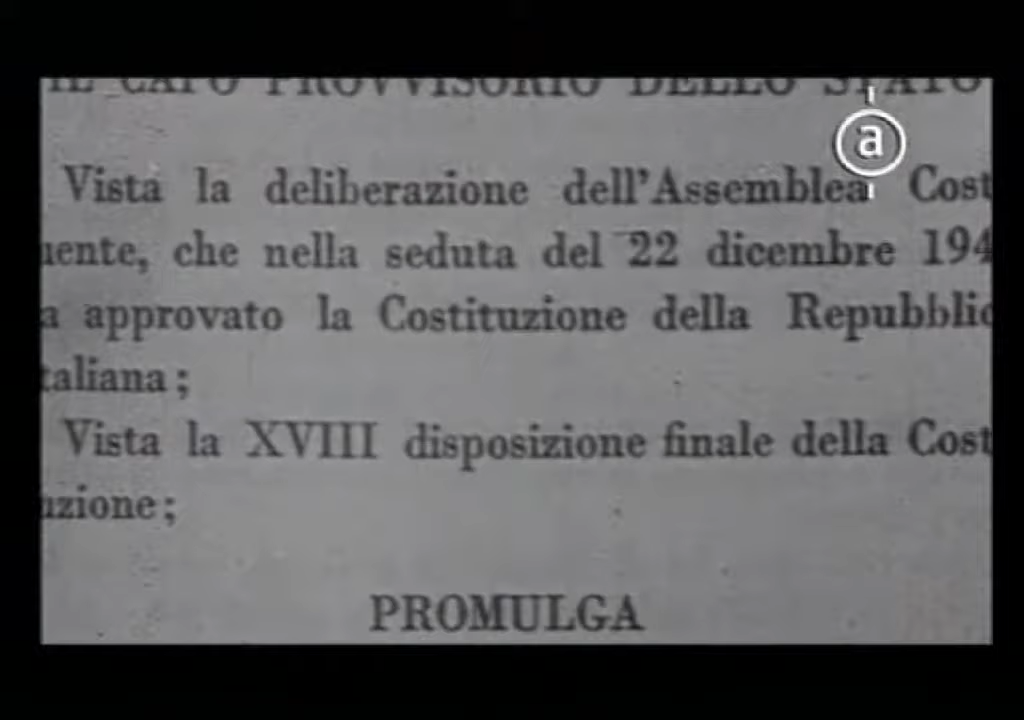 IL CAPO PROVVISORIO DELLO STATO
a
Vista la deliberazione dell'Assemblea Cost
uente, che nella seduta del 22 dicembre 194
a approvato la Costituzione della Repubblic
taliana;
Vista la XVIII disposizione finale della Cost
uzione;
PROMULGA